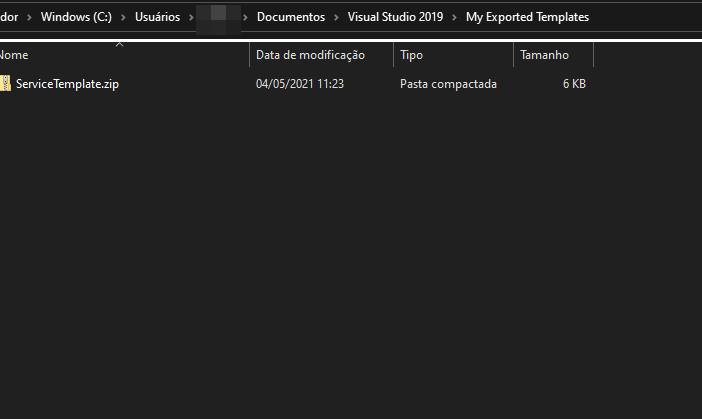 dor > Windows (C:) > Usuários > > Documentos > Visual Studio 2019 > My Exported Templates
Nome Data de modificação Tipo Tamanho
ServiceTemplate.zip 04/05/2021 11:23 Pasta compactada 6 KB